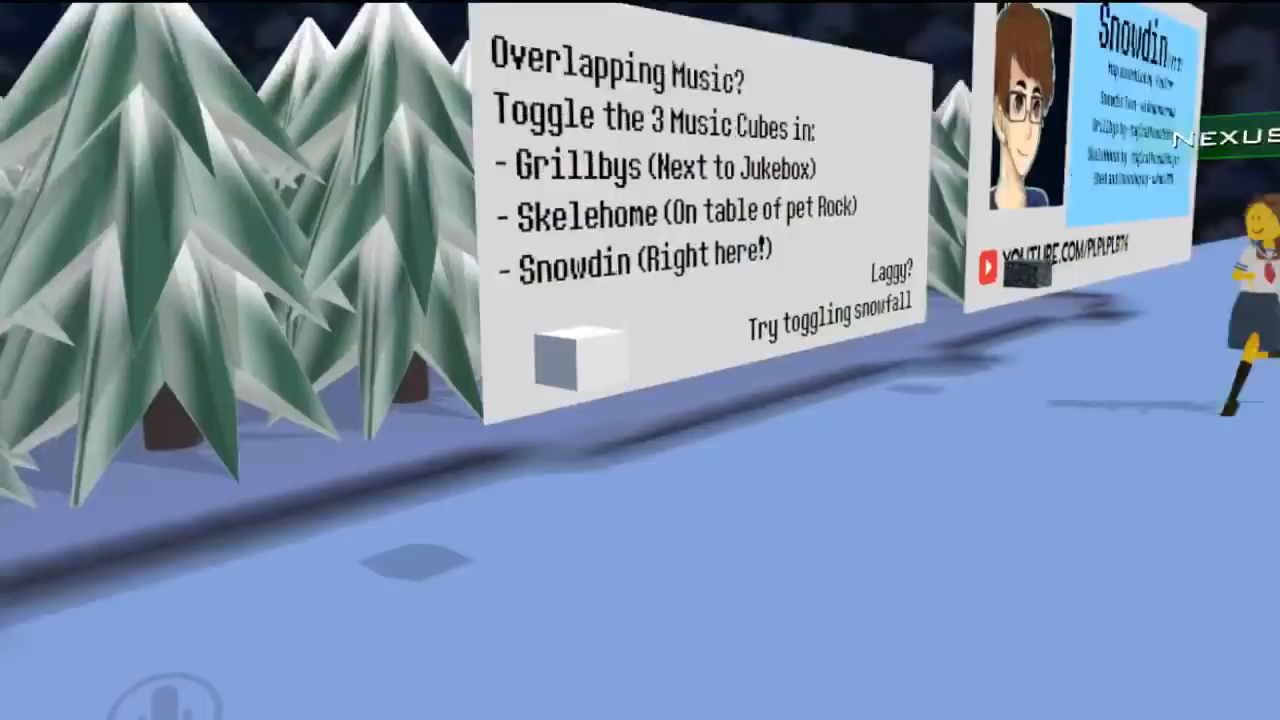 Overlapping Music?
Toggle the 3 Music Cubes in:
- Grillbys (Next to Jukebox)
- Skelehome (On table of pet Rock)
- Snowdin (Right here!)
Laggy?
Try toggling snowfall
Snowdin
YOUTUBE.COM/PLPLPLB74
NEXUS